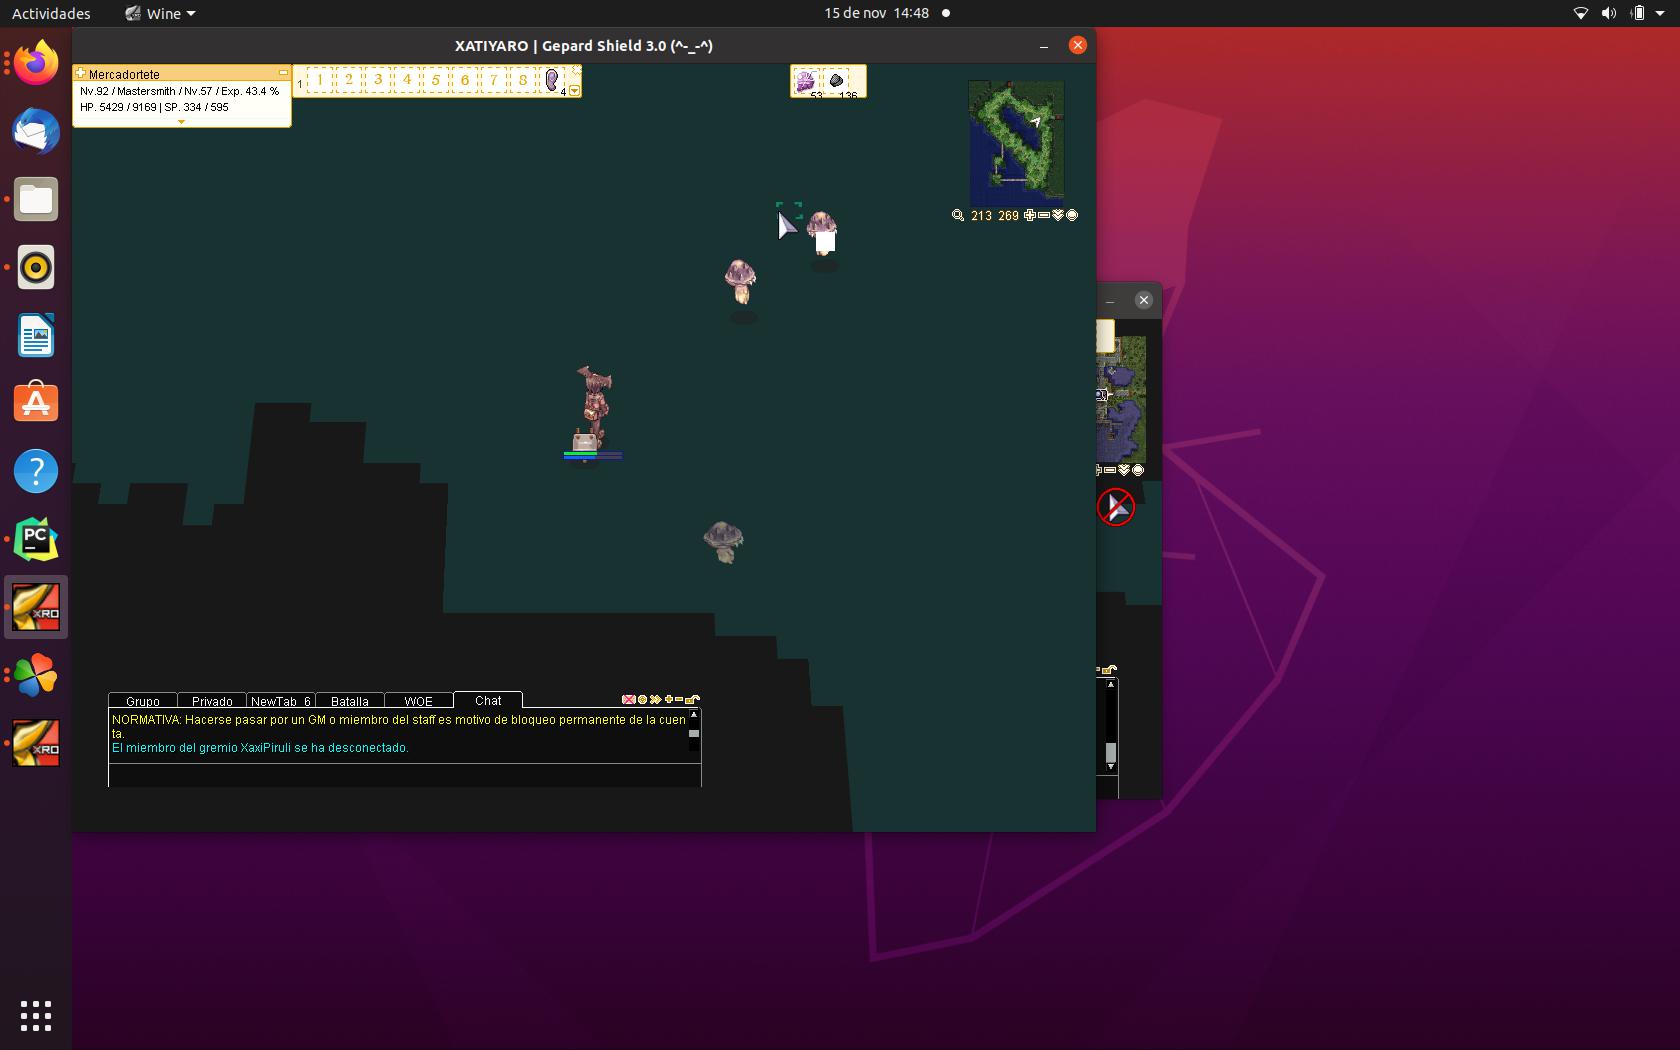 Actividades
Wine
15 de nov 14:48
XATIYARO | Gepard Shield 3.0 (^-_-^)
Mercadortete
Nv.92 / Mastersmith / Nv.57 / Exp. 43.4 %
HP. 5429 / 9169 | SP. 334 / 595
1 1 2 3 4 5 6 7 8 4
53 136
213 269
PC
XRO
XRO
Grupo Privado NewTab_6 Batalla WOE Chat
NORMATIVA: Hacerse pasar por un GM o miembro del staff es motivo de bloqueo permanente de la cuen
ta.
El miembro del gremio XaxiPiruli se ha desconectado.